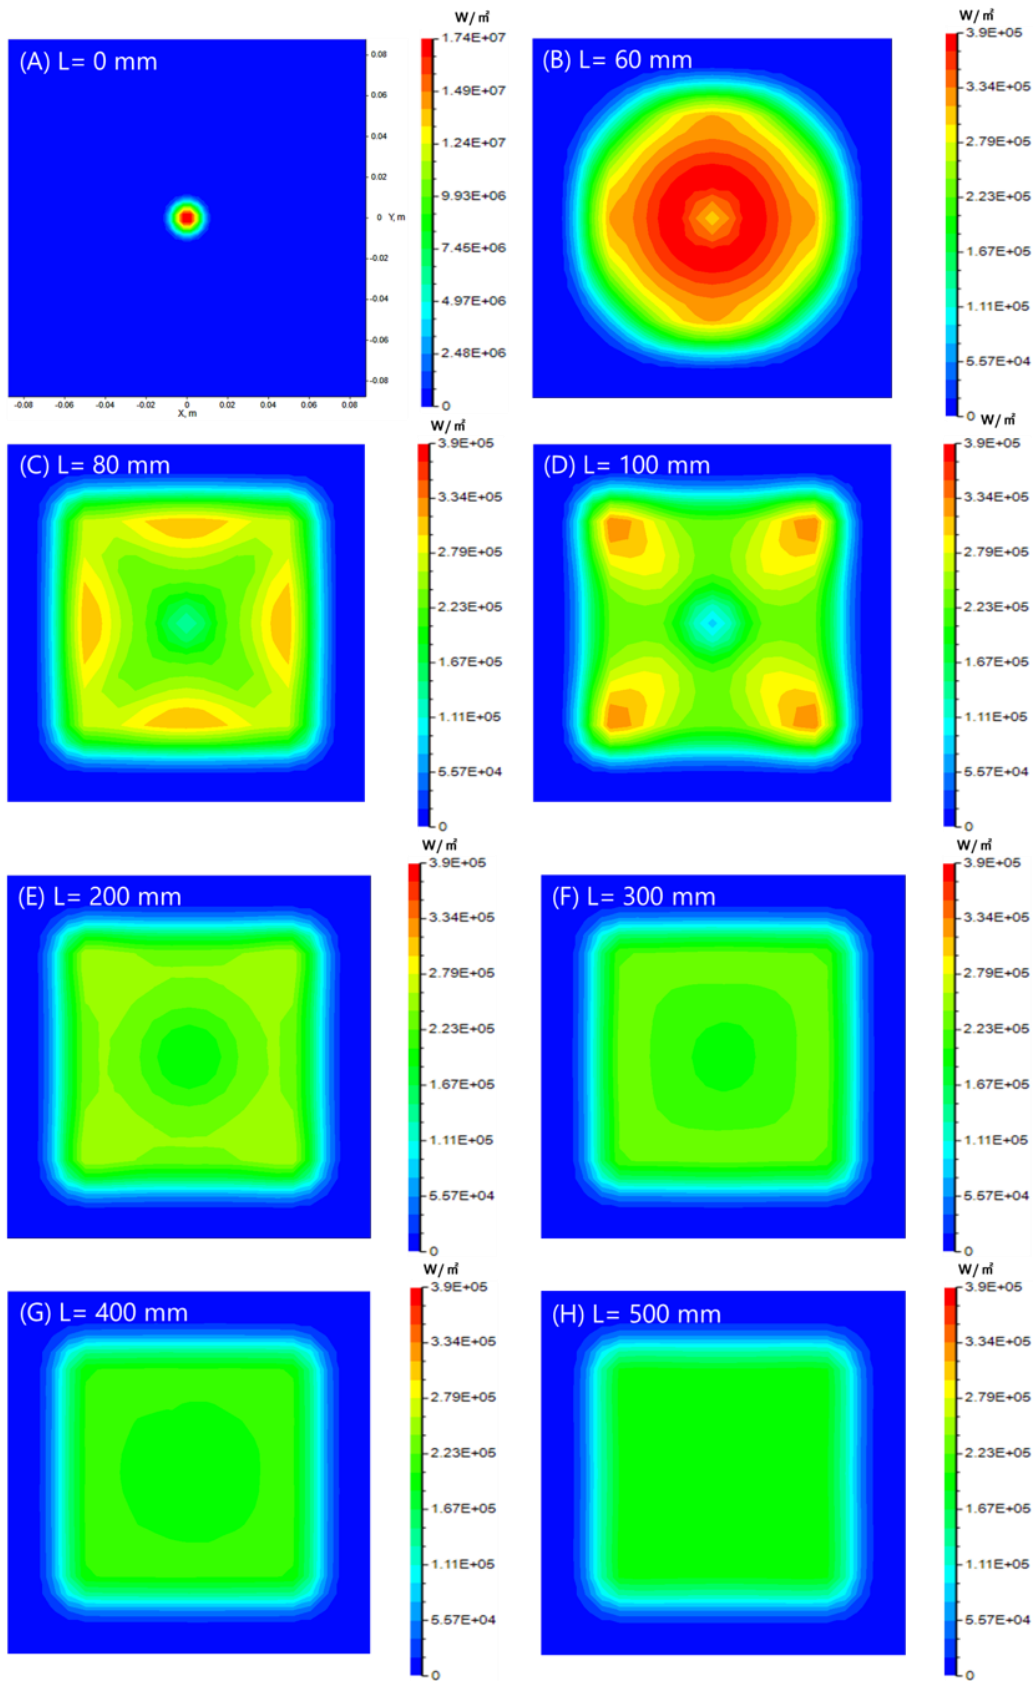 W/㎡
(A) L= 0 mm
1.74E+07
1.49E+07
1.24E+07
9.93E+06
7.45E+06
4.97E+06
2.48E+06
0
0.08
0.06
0.04
0.02
0 Y, m
-0.02
-0.04
-0.06
-0.08
-0.08 -0.06 -0.04 -0.02 0 0.02 0.04 0.06 0.08
X, m
W/㎡
(B) L= 60 mm
3.9E+05
3.34E+05
2.79E+05
2.23E+05
1.67E+05
1.11E+05
5.57E+04
0
W/㎡
(C) L= 80 mm
3.9E+05
3.34E+05
2.79E+05
2.23E+05
1.67E+05
1.11E+05
5.57E+04
0
W/㎡
(D) L= 100 mm
3.9E+05
3.34E+05
2.79E+05
2.23E+05
1.67E+05
1.11E+05
5.57E+04
0
W/㎡
(E) L= 200 mm
3.9E+05
3.34E+05
2.79E+05
2.23E+05
1.67E+05
1.11E+05
5.57E+04
0
W/㎡
(F) L= 300 mm
3.9E+05
3.34E+05
2.79E+05
2.23E+05
1.67E+05
1.11E+05
5.57E+04
0
W/㎡
(G) L= 400 mm
3.9E+05
3.34E+05
2.79E+05
2.23E+05
1.67E+05
1.11E+05
5.57E+04
0
W/㎡
(H) L= 500 mm
3.9E+05
3.34E+05
2.79E+05
2.23E+05
1.67E+05
1.11E+05
5.57E+04
0